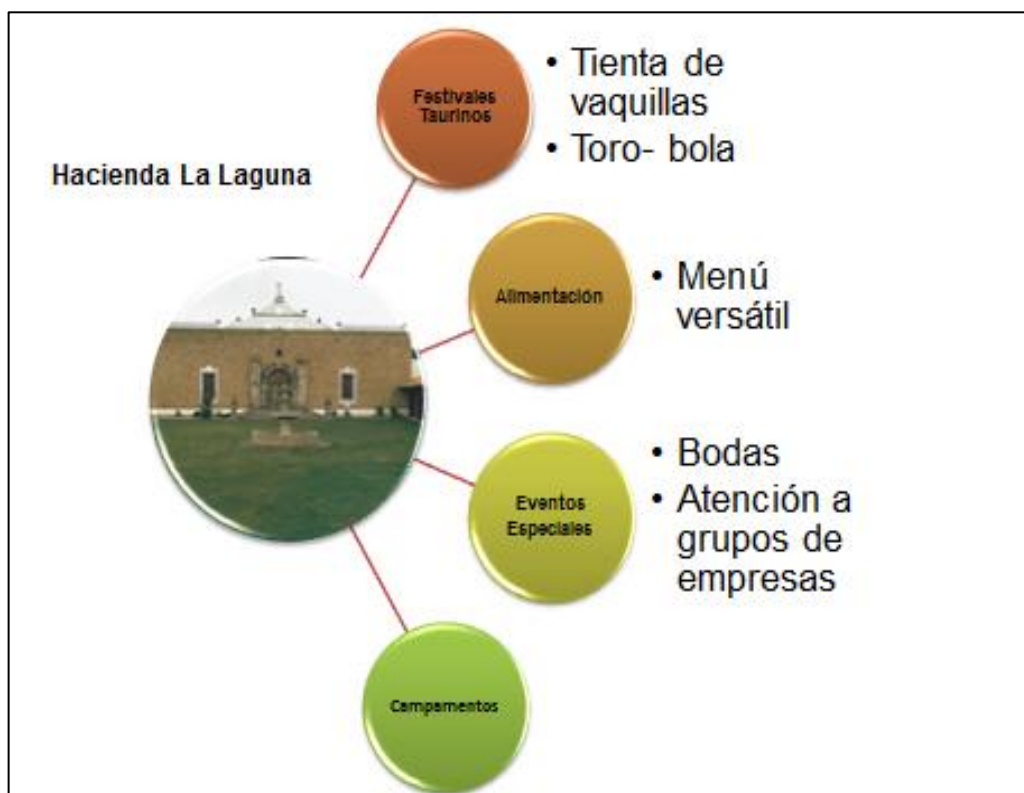 Hacienda La Laguna
Festivales
Taurinos
• Tienta de
vaquillas
• Toro- bola
Alimentación
• Menú
versátil
Eventos
Especiales
• Bodas
• Atención a
grupos de
empresas
Campamentos